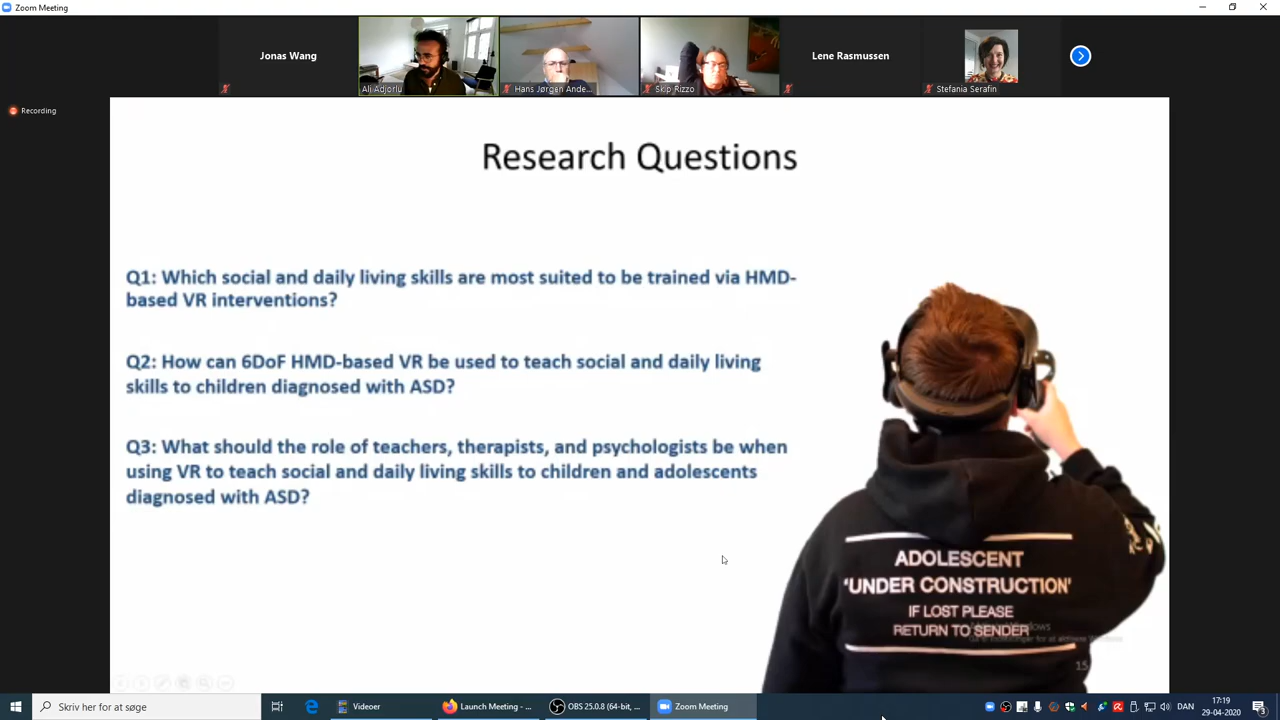 Zoom Meeting
Jonas Wang
Ali Adjorlu
Hans Jørgen Ande...
Skip Rizzo
Lene Rasmussen
Stefania Serafin
Recording
Research Questions
Q1: Which social and daily living skills are most suited to be trained via HMD-
based VR interventions?
Q2: How can 6DoF HMD-based VR be used to teach social and daily living
skills to children diagnosed with ASD?
Q3: What should the role of teachers, therapists, and psychologists be when
using VR to teach social and daily living skills to children and adolescents
diagnosed with ASD?
ADOLESCENT
'UNDER CONSTRUCTION'
IF LOST PLEASE
RETURN TO SENDER
15
Skriv her for at søge
Videoer
Launch Meeting - ...
OBS 25.0.8 (64-bit, ...
Zoom Meeting
DAN
17:19
29-04-2020
3